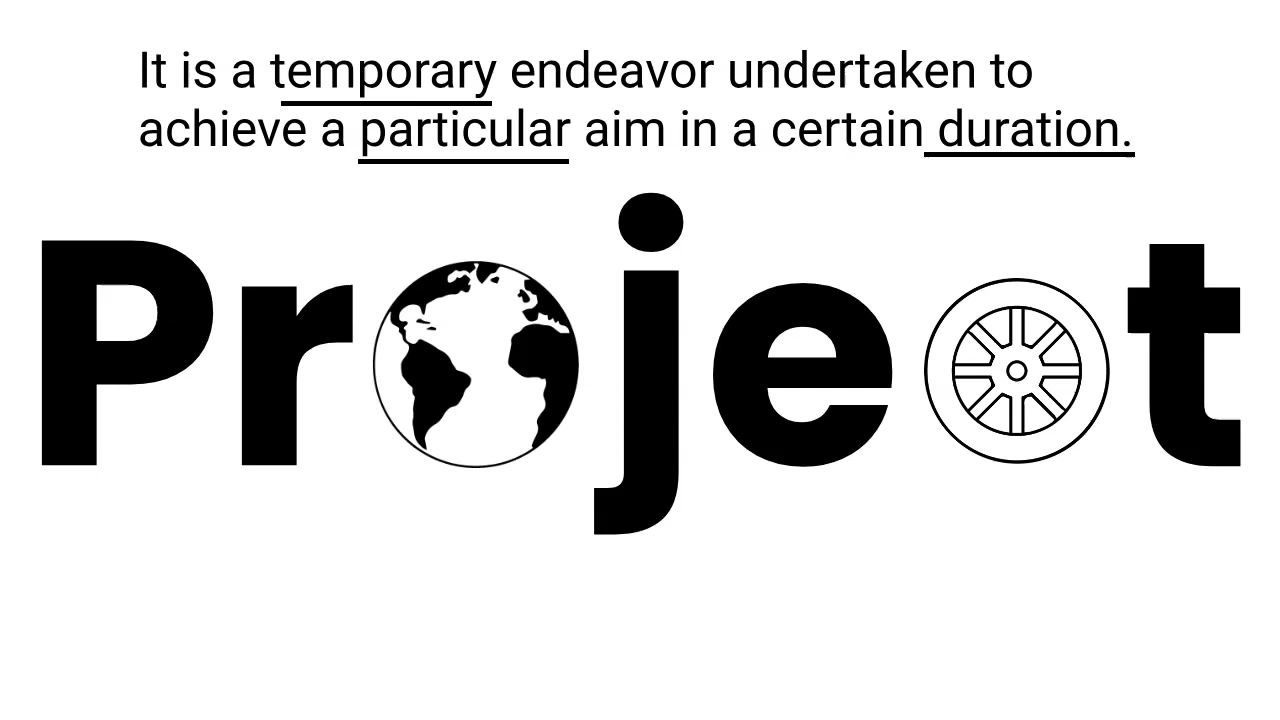 It is a temporary endeavor undertaken to
achieve a particular aim in a certain duration.
Project